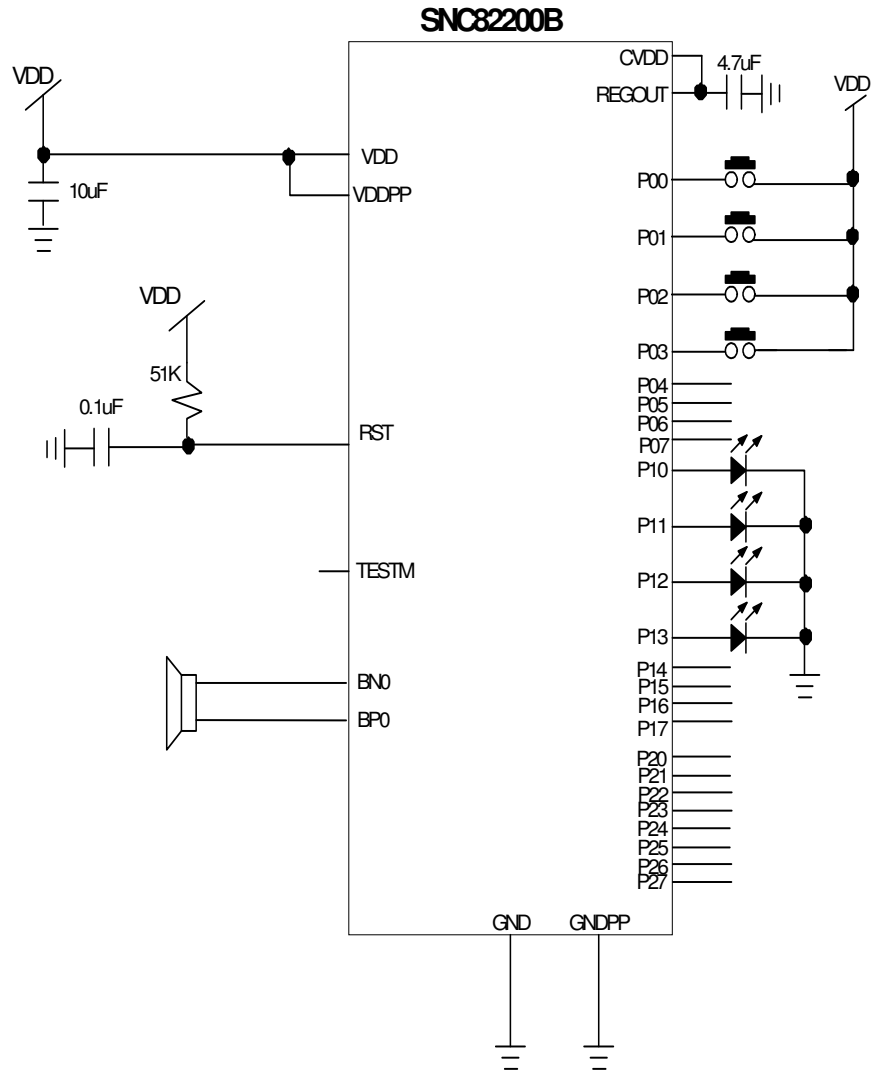 SNC82200B
VDD
10uF
VDD
VDDPP
VDD
51K
0.1uF
RST
TESTM
BN0
BP0
CVDD
4.7uF
REGOUT
VDD
P00
P01
P02
P03
P04
P05
P06
P07
P10
P11
P12
P13
P14
P15
P16
P17
P20
P21
P22
P23
P24
P25
P26
P27
GND
GNDPP